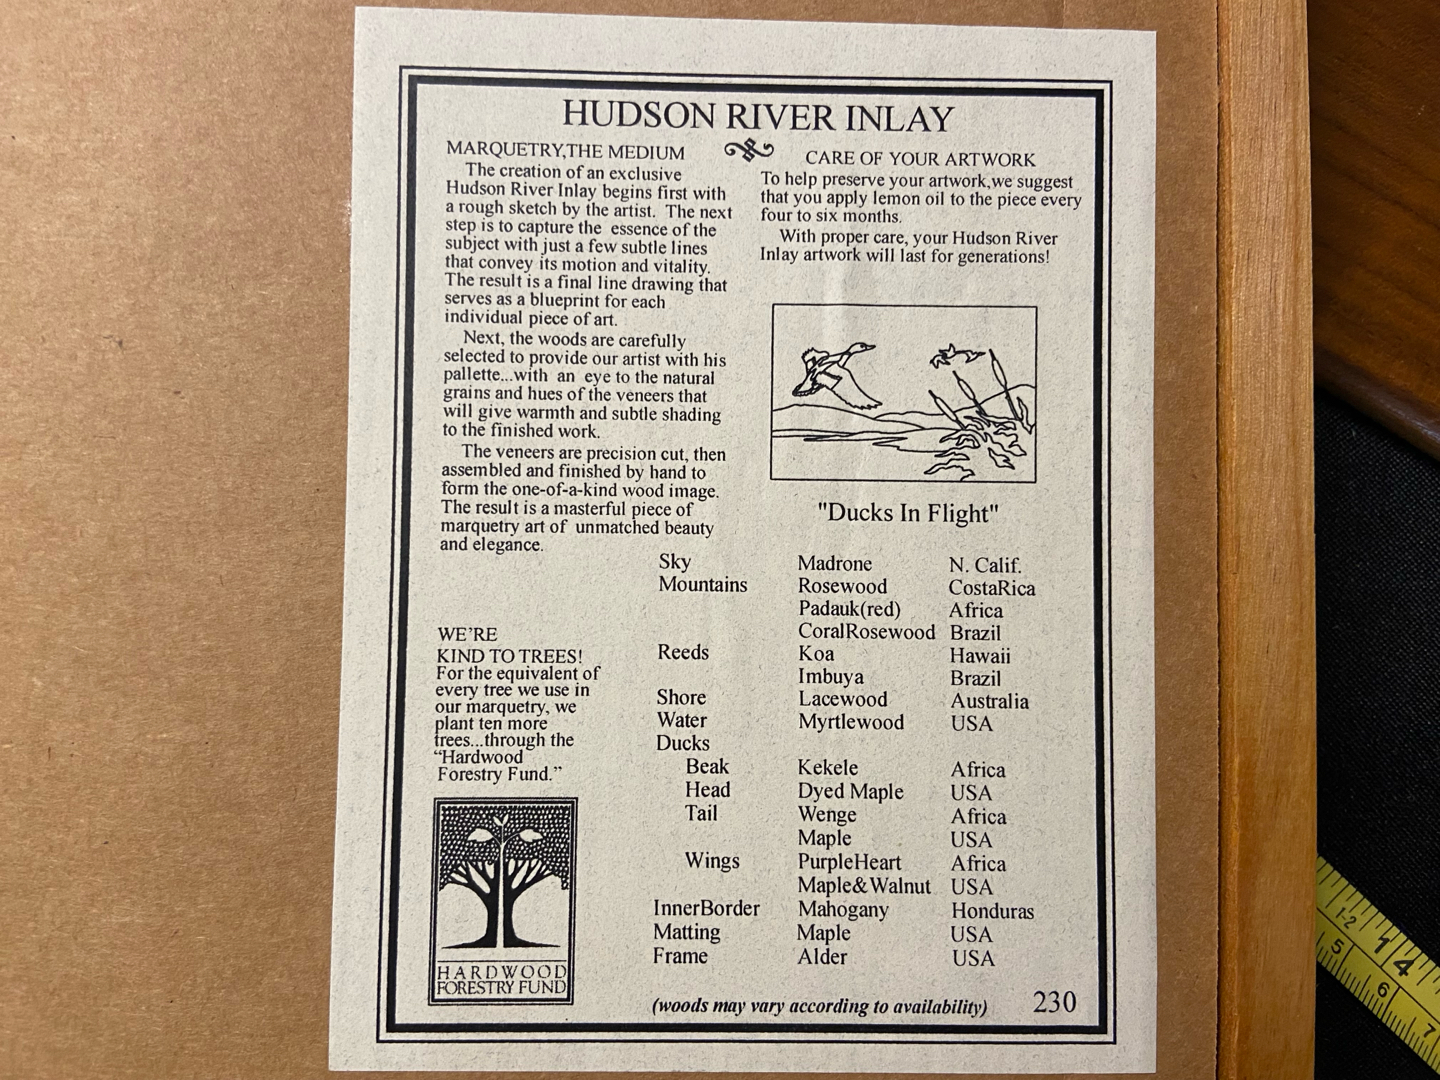 HUDSON RIVER INLAY
MARQUETRY,THE MEDIUM
The creation of an exclusive
Hudson River Inlay begins first with
a rough sketch by the artist. The next
step is to capture the essence of the
subject with just a few subtle lines
that convey its motion and vitality.
The result is a final line drawing that
serves as a blueprint for each
individual piece of art.
Next, the woods are carefully
selected to provide our artist with his
pallette...with an eye to the natural
grains and hues of the veneers that
will give warmth and subtle shading
to the finished work.
The veneers are precision cut, then
assembled and finished by hand to
form the one-of-a-kind wood image.
The result is a masterful piece of
marquetry art of unmatched beauty
and elegance.
CARE OF YOUR ARTWORK
To help preserve your artwork,we suggest
that you apply lemon oil to the piece every
four to six months.
With proper care, your Hudson River
Inlay artwork will last for generations!
"Ducks In Flight"
Sky Madrone N. Calif.
Mountains Rosewood CostaRica
Padauk(red) Africa
CoralRosewood Brazil
Reeds Koa Hawaii
Imbuya Brazil
Shore Lacewood Australia
Water Myrtlewood USA
Ducks
Beak Kekele Africa
Head Dyed Maple USA
Tail Wenge Africa
Maple USA
Wings PurpleHeart Africa
Maple&Walnut USA
InnerBorder Mahogany Honduras
Matting Maple USA
Frame Alder USA
(woods may vary according to availability) 230
WE'RE
KIND TO TREES!
For the equivalent of
every tree we use in
our marquetry, we
plant ten more
trees...through the
“Hardwood
Forestry Fund.”
HARDWOOD
FORESTRY FUND
1-2 14
5 6 7